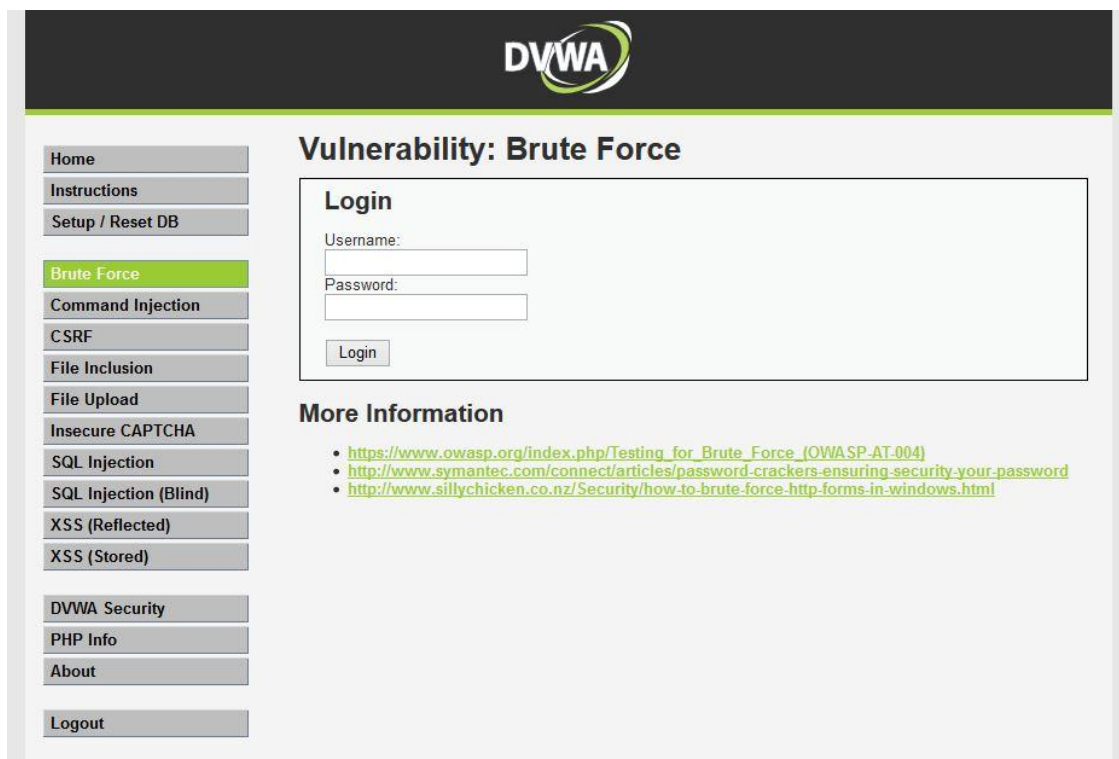 DVWA
Home
Instructions
Setup / Reset DB
Brute Force
Command Injection
CSRF
File Inclusion
File Upload
Insecure CAPTCHA
SQL Injection
SQL Injection (Blind)
XSS (Reflected)
XSS (Stored)
DVWA Security
PHP Info
About
Logout
Vulnerability: Brute Force
Login
Username:
Password:
Login
More Information
https://www.owasp.org/index.php/Testing_for_Brute_Force_(OWASP-AT-004)
http://www.symantec.com/connect/articles/password-crackers-ensuring-security-your-password
http://www.sillychicken.co.nz/Security/how-to-brute-force-http-forms-in-windows.html